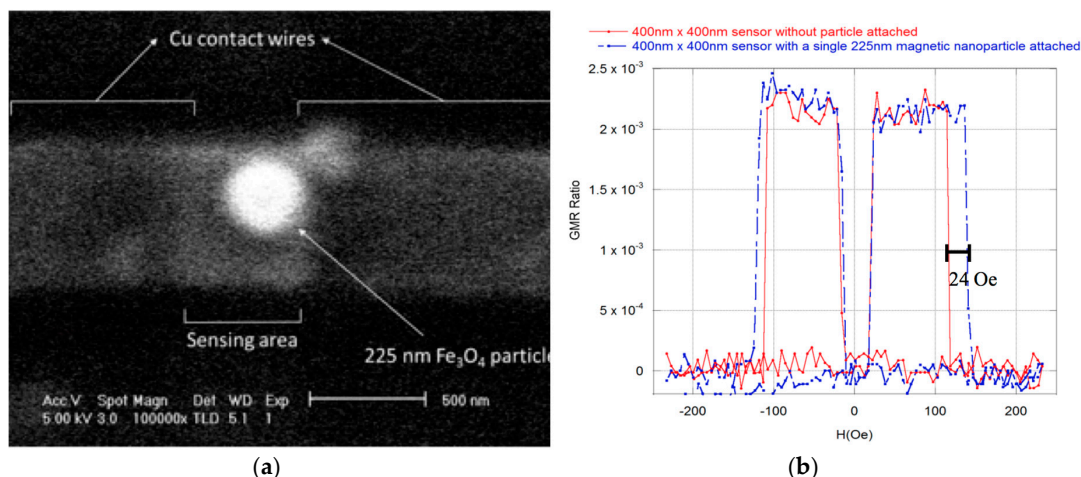 Cu contact wires
Sensing area
225 nm Fe₃O₄ particle
Acc.V Spot Magn Det WD Exp
5.00 kV 3.0 100000x TLD 5.1 1
500 nm
(a)
400nm x 400nm sensor without particle attached
400nm x 400nm sensor with a single 225nm magnetic nanoparticle attached
2.5 x 10⁻³
2.0 x 10⁻³
1.5 x 10⁻³
1 x 10⁻³
5 x 10⁻⁴
0
GMR Ratio
24 Oe
-200 -100 0 100 200
H(Oe)
(b)